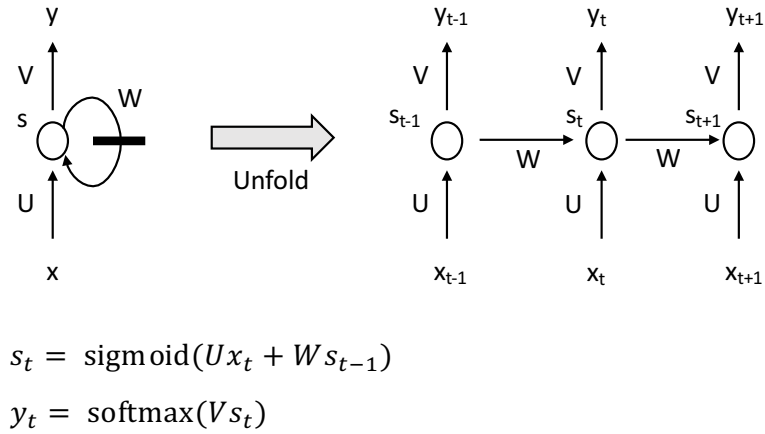 y y_{t-1} y_t y_{t+1}
V V V V
W
s s_{t-1} s_t s_{t+1}
W W
Unfold
U U U U
x x_{t-1} x_t x_{t+1}
s_t = sigmoid(Ux_t + Ws_{t−1})
y_t = softmax(Vs_t)